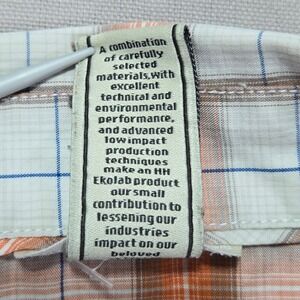 A combination
of carefully
selected
materials,with
excellent
technical and
environmental
performance,
and advanced
low impact
production
techniques
make an HH
Ekolab product
our small
contribution to
lessening our
industries
impact on our
beloved